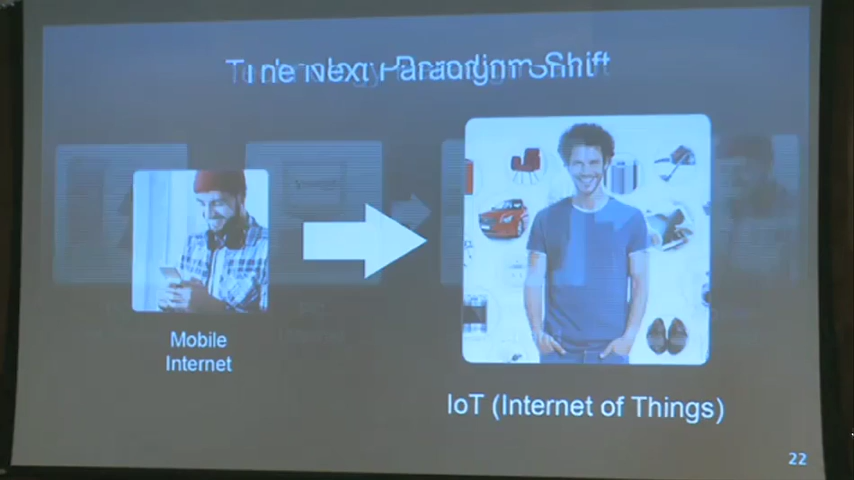 The Next Paradigm Shift
Mobile
Internet
IoT (Internet of Things)
22